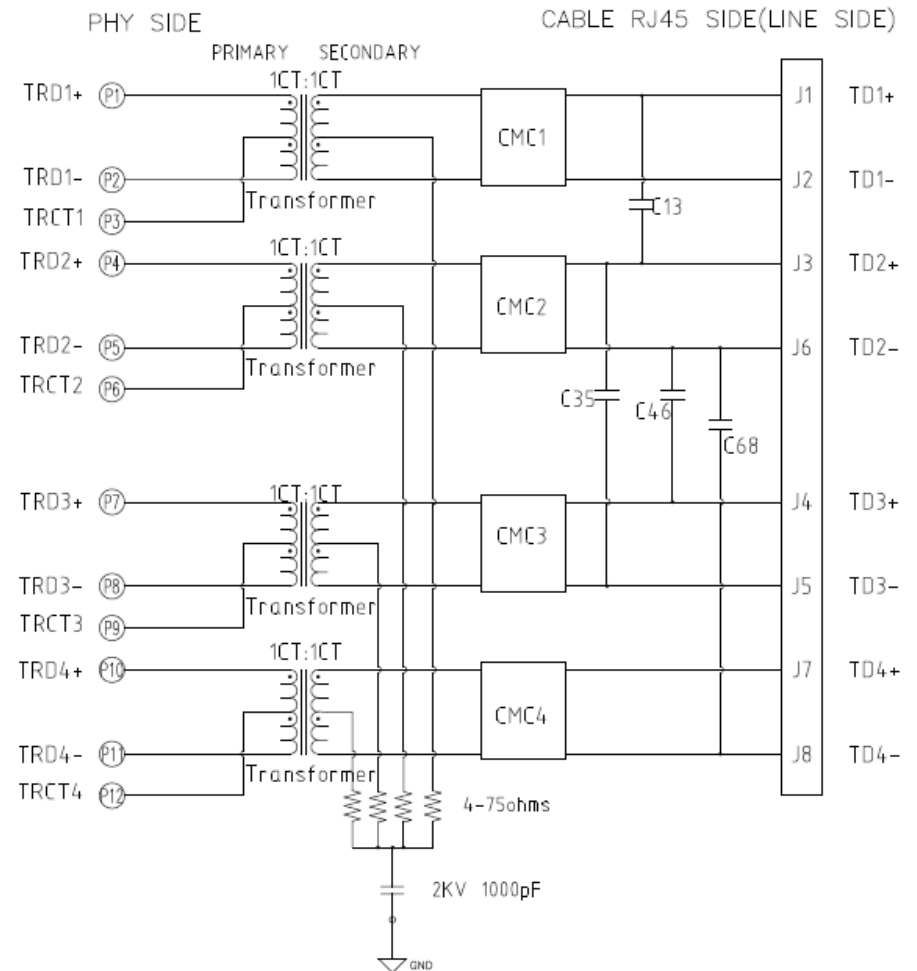 PHY SIDE CABLE RJ45 SIDE(LINE SIDE)
PRIMARY SECONDARY
1CT:1CT
TRD1+ P1 J1 TD1+
CMC1
TRD1- P2 J2 TD1-
Transformer
TRCT1 P3 C13
1CT:1CT
TRD2+ P4 J3 TD2+
CMC2
TRD2- P5 J6 TD2-
Transformer
TRCT2 P6
C35 C46
C68
1CT:1CT
TRD3+ P7 J4 TD3+
CMC3
TRD3- P8 J5 TD3-
Transformer
TRCT3 P9
1CT:1CT
TRD4+ P10 J7 TD4+
CMC4
TRD4- P11 J8 TD4-
Transformer
TRCT4 P12
4-75ohms
2KV 1000pF
GND